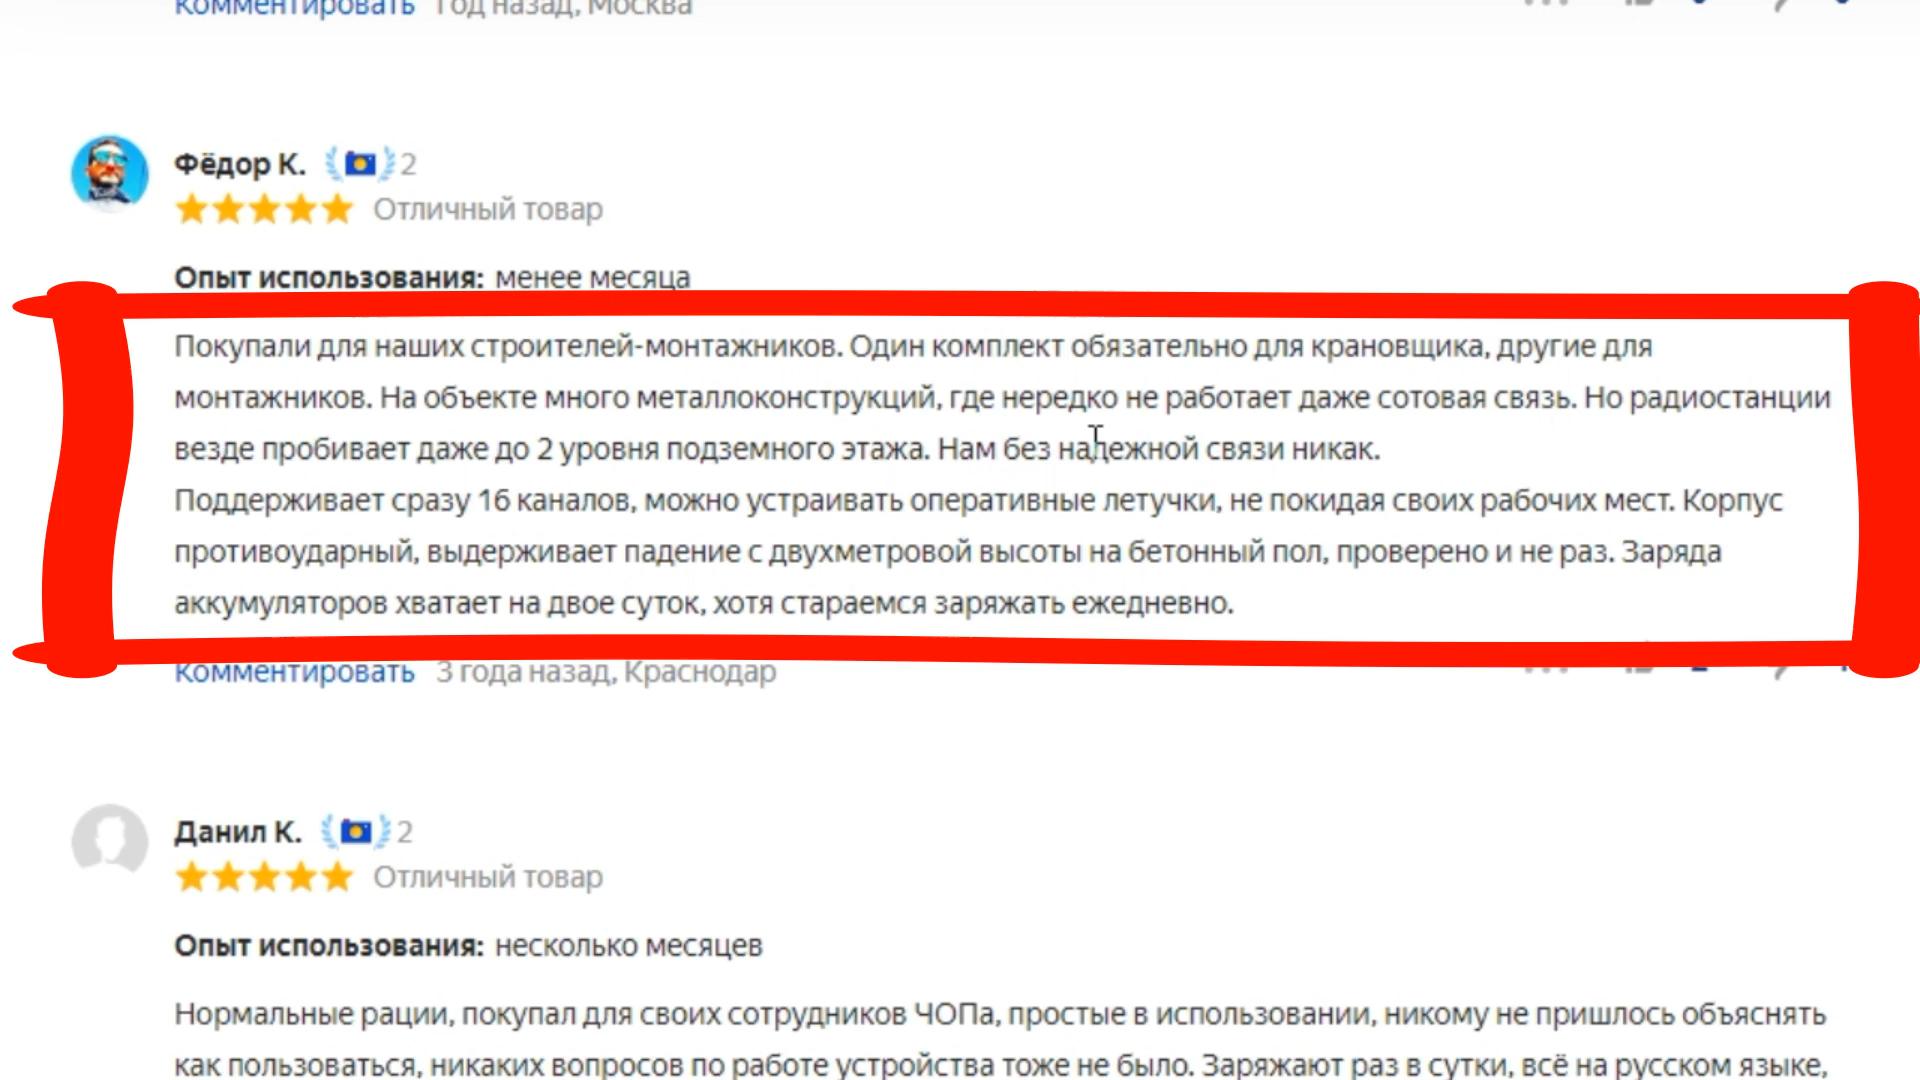 Комментировать 1 год назад, Москва
Фёдор К. 2
Отличный товар
Опыт использования: менее месяца
Покупали для наших строителей-монтажников. Один комплект обязательно для крановщика, другие для
монтажников. На объекте много металлоконструкций, где нередко не работает даже сотовая связь. Но радиостанции
везде пробивает даже до 2 уровня подземного этажа. Нам без надежной связи никак.
Поддерживает сразу 16 каналов, можно устраивать оперативные летучки, не покидая своих рабочих мест. Корпус
противоударный, выдерживает падение с двухметровой высоты на бетонный пол, проверено и не раз. Заряда
аккумуляторов хватает на двое суток, хотя стараемся заряжать ежедневно.
Комментировать 3 года назад, Краснодар
Данил К. 2
Отличный товар
Опыт использования: несколько месяцев
Нормальные рации, покупал для своих сотрудников ЧОПа, простые в использовании, никому не пришлось объяснять
как пользоваться, никаких вопросов по работе устройства тоже не было. Заряжают раз в сутки, всё на русском языке,